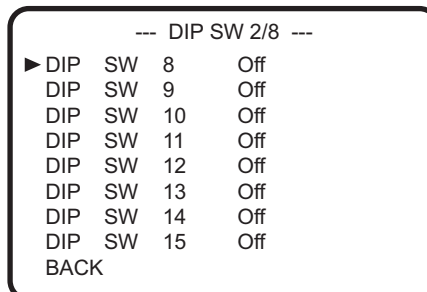 --- DIP SW 2/8 ---
►DIP SW 8 Off
DIP SW 9 Off
DIP SW 10 Off
DIP SW 11 Off
DIP SW 12 Off
DIP SW 13 Off
DIP SW 14 Off
DIP SW 15 Off
BACK